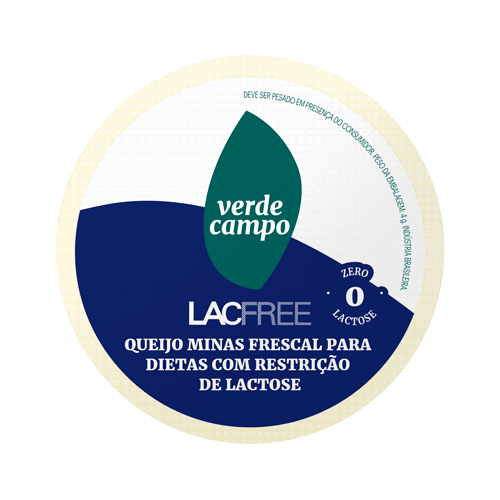 DEVE SER PESADO EM PRESENÇA DO CONSUMIDOR. PESO DA EMBALAGEM: 4 g. INDÚSTRIA BRASILEIRA.
verde
campo
LACFREE
ZERO
0
LACTOSE
QUEIJO MINAS FRESCAL PARA
DIETAS COM RESTRIÇÃO
DE LACTOSE